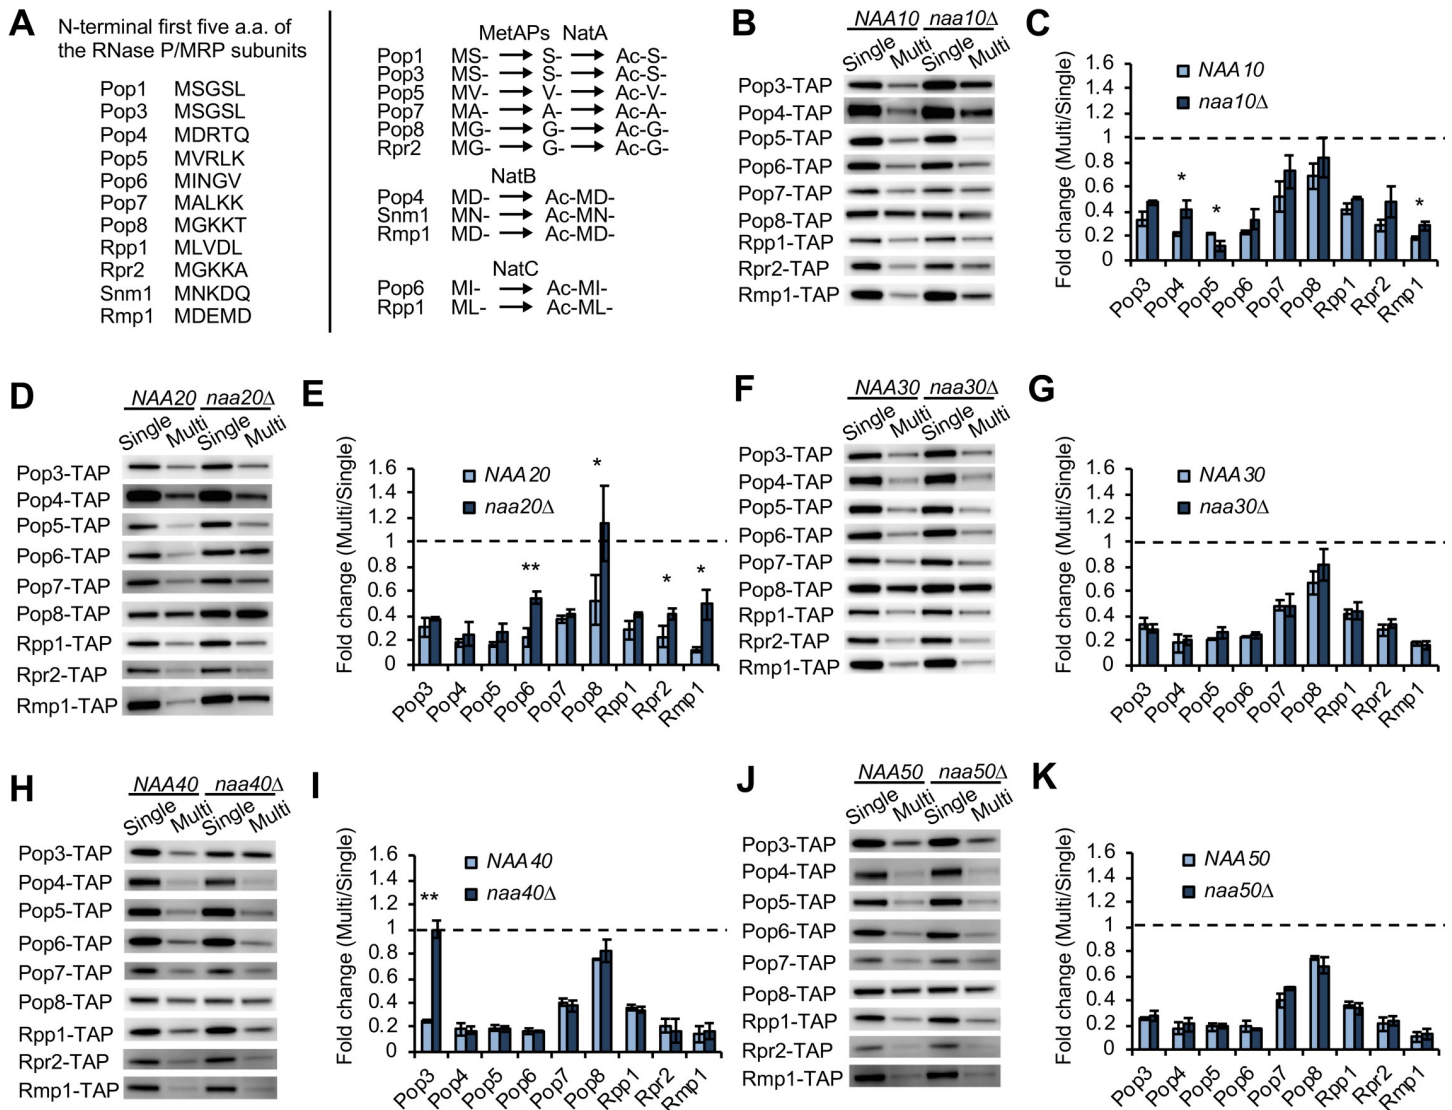 A
N-terminal first five a.a. of
the RNase P/MRP subunits
Pop1 MSGSL
Pop3 MSGSL
Pop4 MDRTQ
Pop5 MVRLK
Pop6 MINGV
Pop7 MALKK
Pop8 MGKKT
Rpp1 MLVDL
Rpr2 MGKKA
Snm1 MNKDQ
Rmp1 MDEMD
MetAPs NatA
Pop1 MS- → S- → Ac-S-
Pop3 MS- → S- → Ac-S-
Pop5 MV- → V- → Ac-V-
Pop7 MA- → A- → Ac-A-
Pop8 MG- → G- → Ac-G-
Rpr2 MG- → G- → Ac-G-
NatB
Pop4 MD- → Ac-MD-
Snm1 MN- → Ac-MN-
Rmp1 MD- → Ac-MD-
NatC
Pop6 MI- → Ac-MI-
Rpp1 ML- → Ac-ML-
B
NAA10 naa10Δ
Single Multi Single Multi
Pop3-TAP
Pop4-TAP
Pop5-TAP
Pop6-TAP
Pop7-TAP
Pop8-TAP
Rpp1-TAP
Rpr2-TAP
Rmp1-TAP
C
Fold change (Multi/Single)
1.6
1.4
1.2
1
0.8
0.6
0.4
0.2
0
NAA10
naa10Δ
* * *
Pop3 Pop4 Pop5 Pop6 Pop7 Pop8 Rpp1 Rpr2 Rmp1
D
NAA20 naa20Δ
Single Multi Single Multi
Pop3-TAP
Pop4-TAP
Pop5-TAP
Pop6-TAP
Pop7-TAP
Pop8-TAP
Rpp1-TAP
Rpr2-TAP
Rmp1-TAP
E
Fold change (Multi/Single)
1.6
1.4
1.2
1
0.8
0.6
0.4
0.2
0
NAA20
naa20Δ
** * * *
Pop3 Pop4 Pop5 Pop6 Pop7 Pop8 Rpp1 Rpr2 Rmp1
F
NAA30 naa30Δ
Single Multi Single Multi
Pop3-TAP
Pop4-TAP
Pop5-TAP
Pop6-TAP
Pop7-TAP
Pop8-TAP
Rpp1-TAP
Rpr2-TAP
Rmp1-TAP
G
Fold change (Multi/Single)
1.6
1.4
1.2
1
0.8
0.6
0.4
0.2
0
NAA30
naa30Δ
Pop3 Pop4 Pop5 Pop6 Pop7 Pop8 Rpp1 Rpr2 Rmp1
H
NAA40 naa40Δ
Single Multi Single Multi
Pop3-TAP
Pop4-TAP
Pop5-TAP
Pop6-TAP
Pop7-TAP
Pop8-TAP
Rpp1-TAP
Rpr2-TAP
Rmp1-TAP
I
Fold change (Multi/Single)
1.6
1.4
1.2
1
0.8
0.6
0.4
0.2
0
NAA40
naa40Δ
**
Pop3 Pop4 Pop5 Pop6 Pop7 Pop8 Rpp1 Rpr2 Rmp1
J
NAA50 naa50Δ
Single Multi Single Multi
Pop3-TAP
Pop4-TAP
Pop5-TAP
Pop6-TAP
Pop7-TAP
Pop8-TAP
Rpp1-TAP
Rpr2-TAP
Rmp1-TAP
K
Fold change (Multi/Single)
1.6
1.4
1.2
1
0.8
0.6
0.4
0.2
0
NAA50
naa50Δ
Pop3 Pop4 Pop5 Pop6 Pop7 Pop8 Rpp1 Rpr2 Rmp1